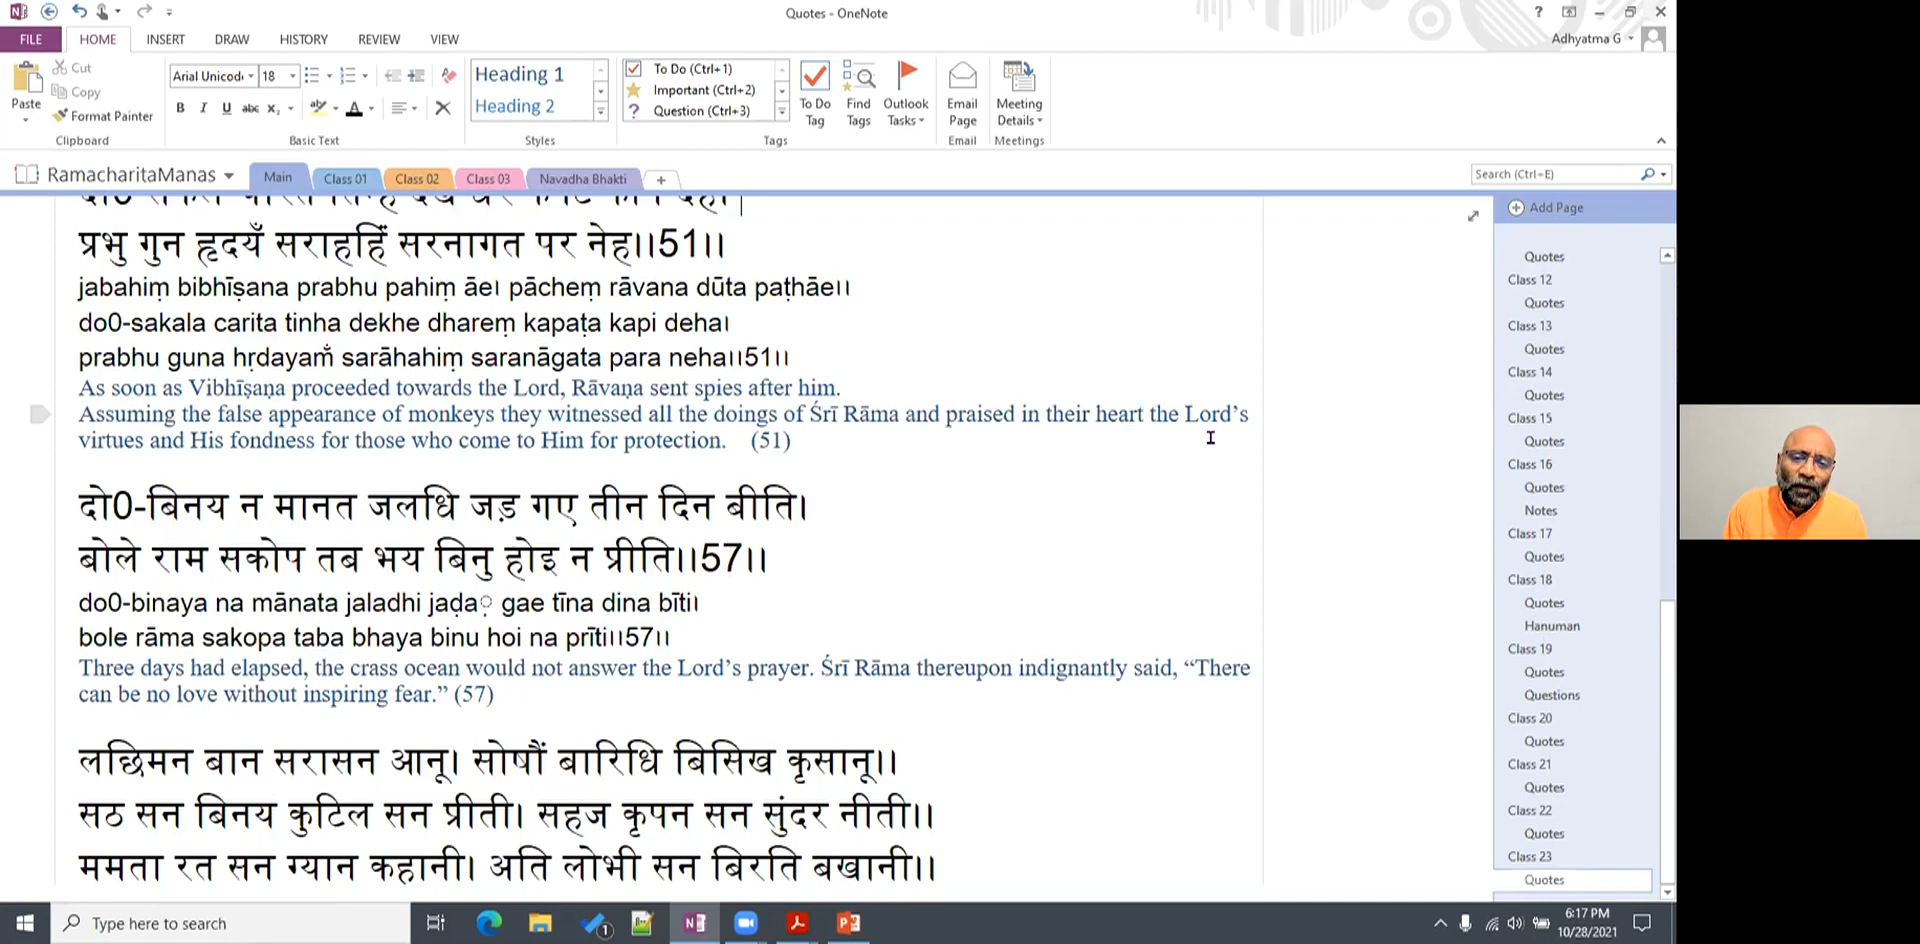 Quotes - OneNote
?
FILE HOME INSERT DRAW HISTORY REVIEW VIEW
Adhyatma G
Paste
Cut
Copy
Format Painter
Arial Unicod 18
B I U abc X₂ A
Heading 1
Heading 2
To Do (Ctrl+1)
Important (Ctrl+2)
? Question (Ctrl+3)
To Do Tag
Find Tags
Outlook Tasks
Email Page
Meeting Details
Clipboard Basic Text Styles Tags Email Meetings
RamacharitaManas Main Class 01 Class 02 Class 03 Navadha Bhakti +
Search (Ctrl+E)
प्रभु गुन हृदयँ सराहहिं सरनागत पर नेह।।51।।
jabahiṃ bibhīṣana prabhu pahiṃ āe। pācheṃ rāvana dūta paṭhāe।।
do0-sakala carita tinha dekhe dhareṃ kapaṭa kapi deha।
prabhu guna hṛdayam̐ sarāhahiṃ saranāgata para neha।।51।।
As soon as Vibhīṣaṇa proceeded towards the Lord, Rāvaṇa sent spies after him.
Assuming the false appearance of monkeys they witnessed all the doings of Śrī Rāma and praised in their heart the Lord’s
virtues and His fondness for those who come to Him for protection. (51)
दो0-बिनय न मानत जलधि जड़ गए तीन दिन बीति।
बोले राम सकोप तब भय बिनु होइ न प्रीति।।57।।
do0-binaya na mānata jaladhi jaḍa़ gae tīna dina bīti।
bole rāma sakopa taba bhaya binu hoi na prīti।।57।।
Three days had elapsed, the crass ocean would not answer the Lord’s prayer. Śrī Rāma thereupon indignantly said, “There
can be no love without inspiring fear.” (57)
लछिमन बान सरासन आनू। सोषौं बारिधि बिसिख कृसानू।।
सठ सन बिनय कुटिल सन प्रीती। सहज कृपन सन सुंदर नीती।।
ममता रत सन ग्यान कहानी। अति लोभी सन बिरति बखानी।।
Add Page
Quotes
Class 12
Quotes
Class 13
Quotes
Class 14
Quotes
Class 15
Quotes
Class 16
Quotes
Notes
Class 17
Quotes
Class 18
Quotes
Hanuman
Class 19
Quotes
Questions
Class 20
Quotes
Class 21
Quotes
Class 22
Quotes
Class 23
Quotes
Type here to search
1
6:17 PM
10/28/2021